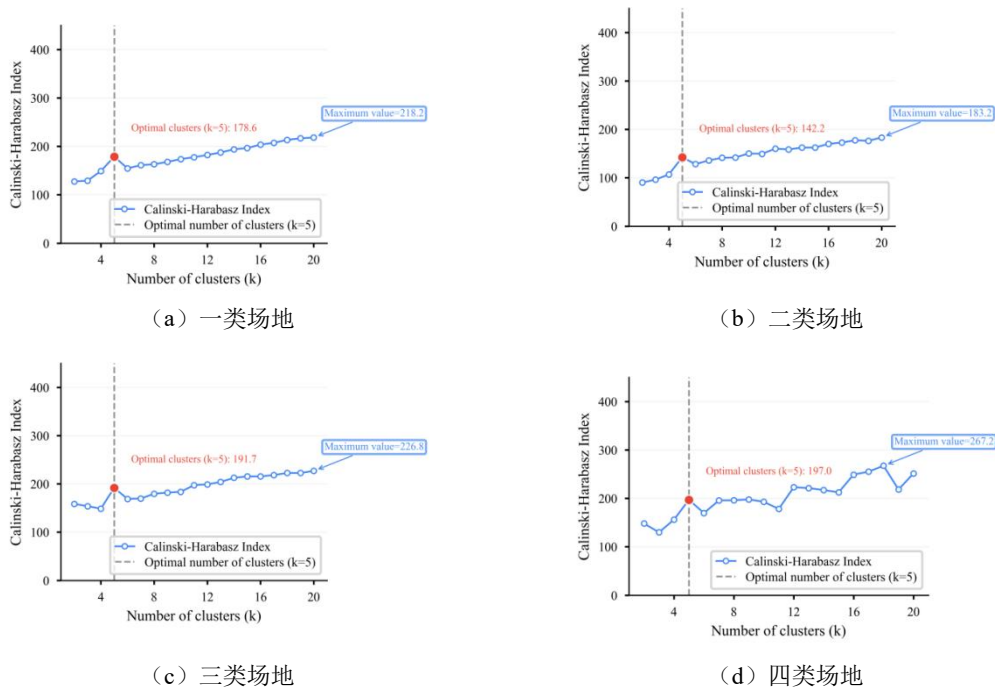 Calinski-Harabasz Index
400
300
200
100
0
Optimal clusters (k=5): 178.6
Maximum value=218.2
Calinski-Harabasz Index
Optimal number of clusters (k=5)
4 8 12 16 20
Number of clusters (k)
（a）一类场地
Calinski-Harabasz Index
400
300
200
100
0
Optimal clusters (k=5): 142.2
Maximum value=183.2
Calinski-Harabasz Index
Optimal number of clusters (k=5)
4 8 12 16 20
Number of clusters (k)
（b）二类场地
Calinski-Harabasz Index
400
300
200
100
0
Optimal clusters (k=5): 191.7
Maximum value=226.8
Calinski-Harabasz Index
Optimal number of clusters (k=5)
4 8 12 16 20
Number of clusters (k)
（c）三类场地
Calinski-Harabasz Index
400
300
200
100
0
Optimal clusters (k=5): 197.0
Maximum value=267.2
Calinski-Harabasz Index
Optimal number of clusters (k=5)
4 8 12 16 20
Number of clusters (k)
（d）四类场地